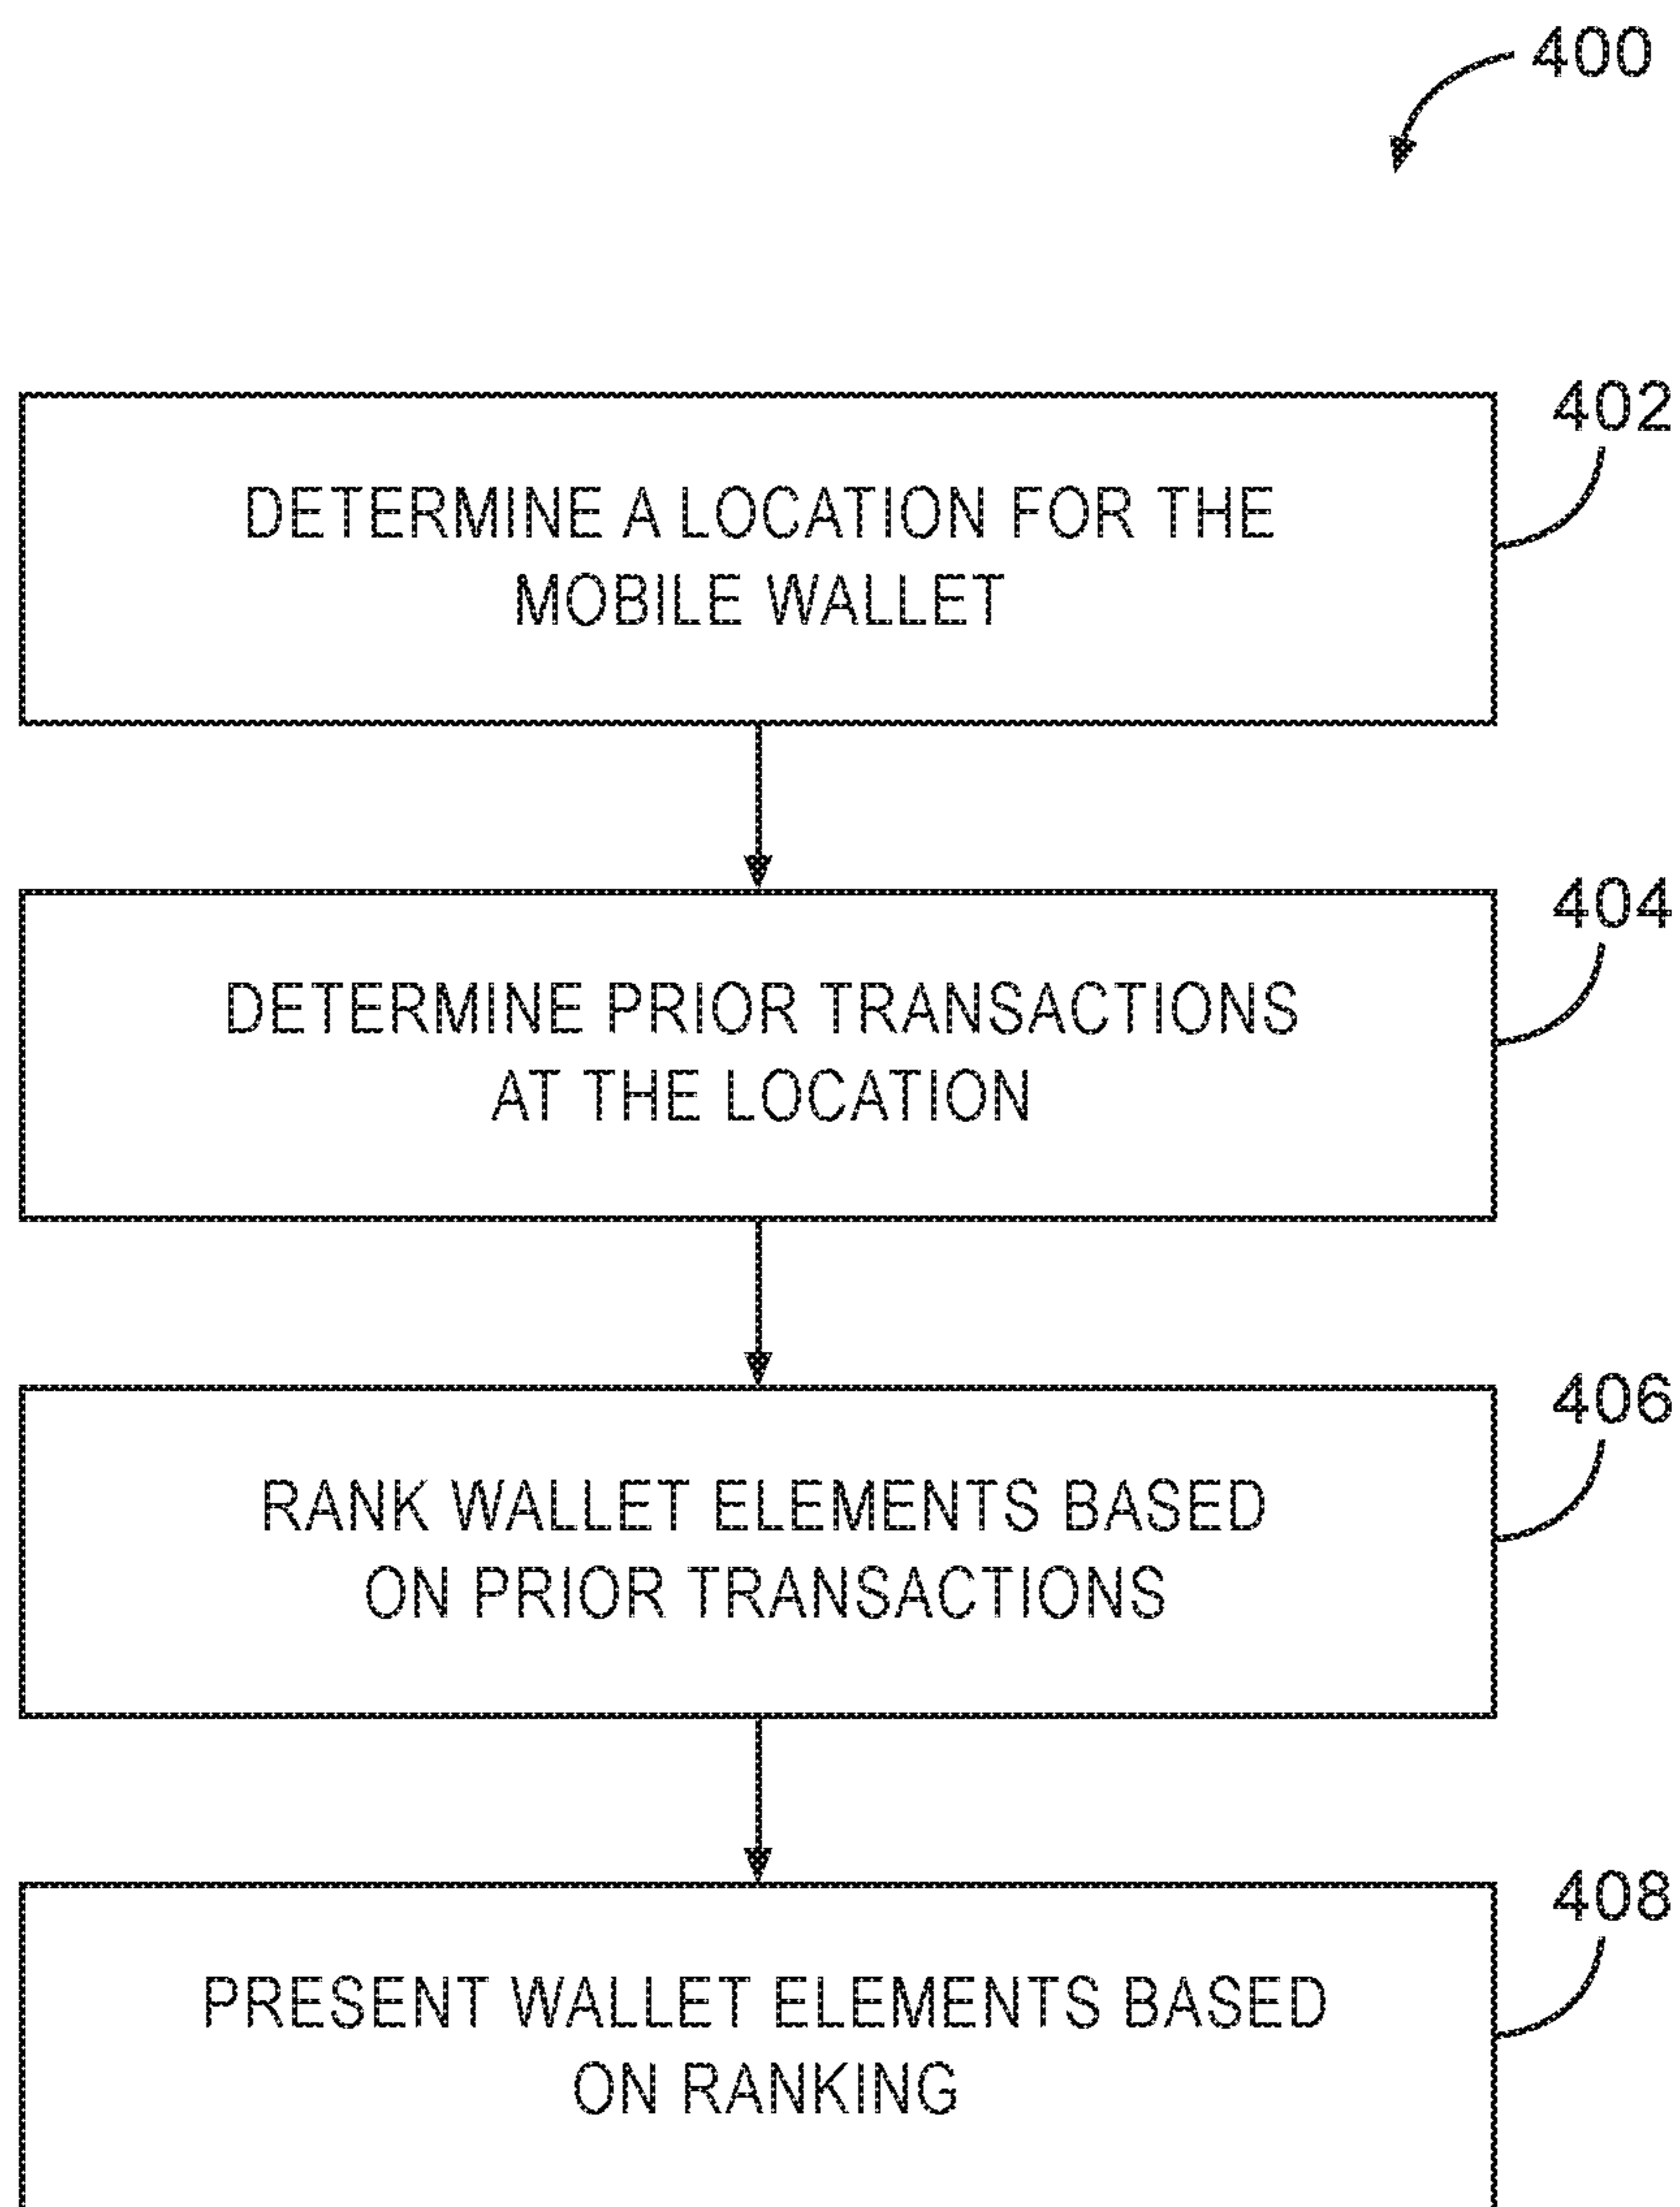 400
402
DETERMINE A LOCATION FOR THE
MOBILE WALLET
404
DETERMINE PRIOR TRANSACTIONS
AT THE LOCATION
406
RANK WALLET ELEMENTS BASED
ON PRIOR TRANSACTIONS
408
PRESENT WALLET ELEMENTS BASED
ON RANKING